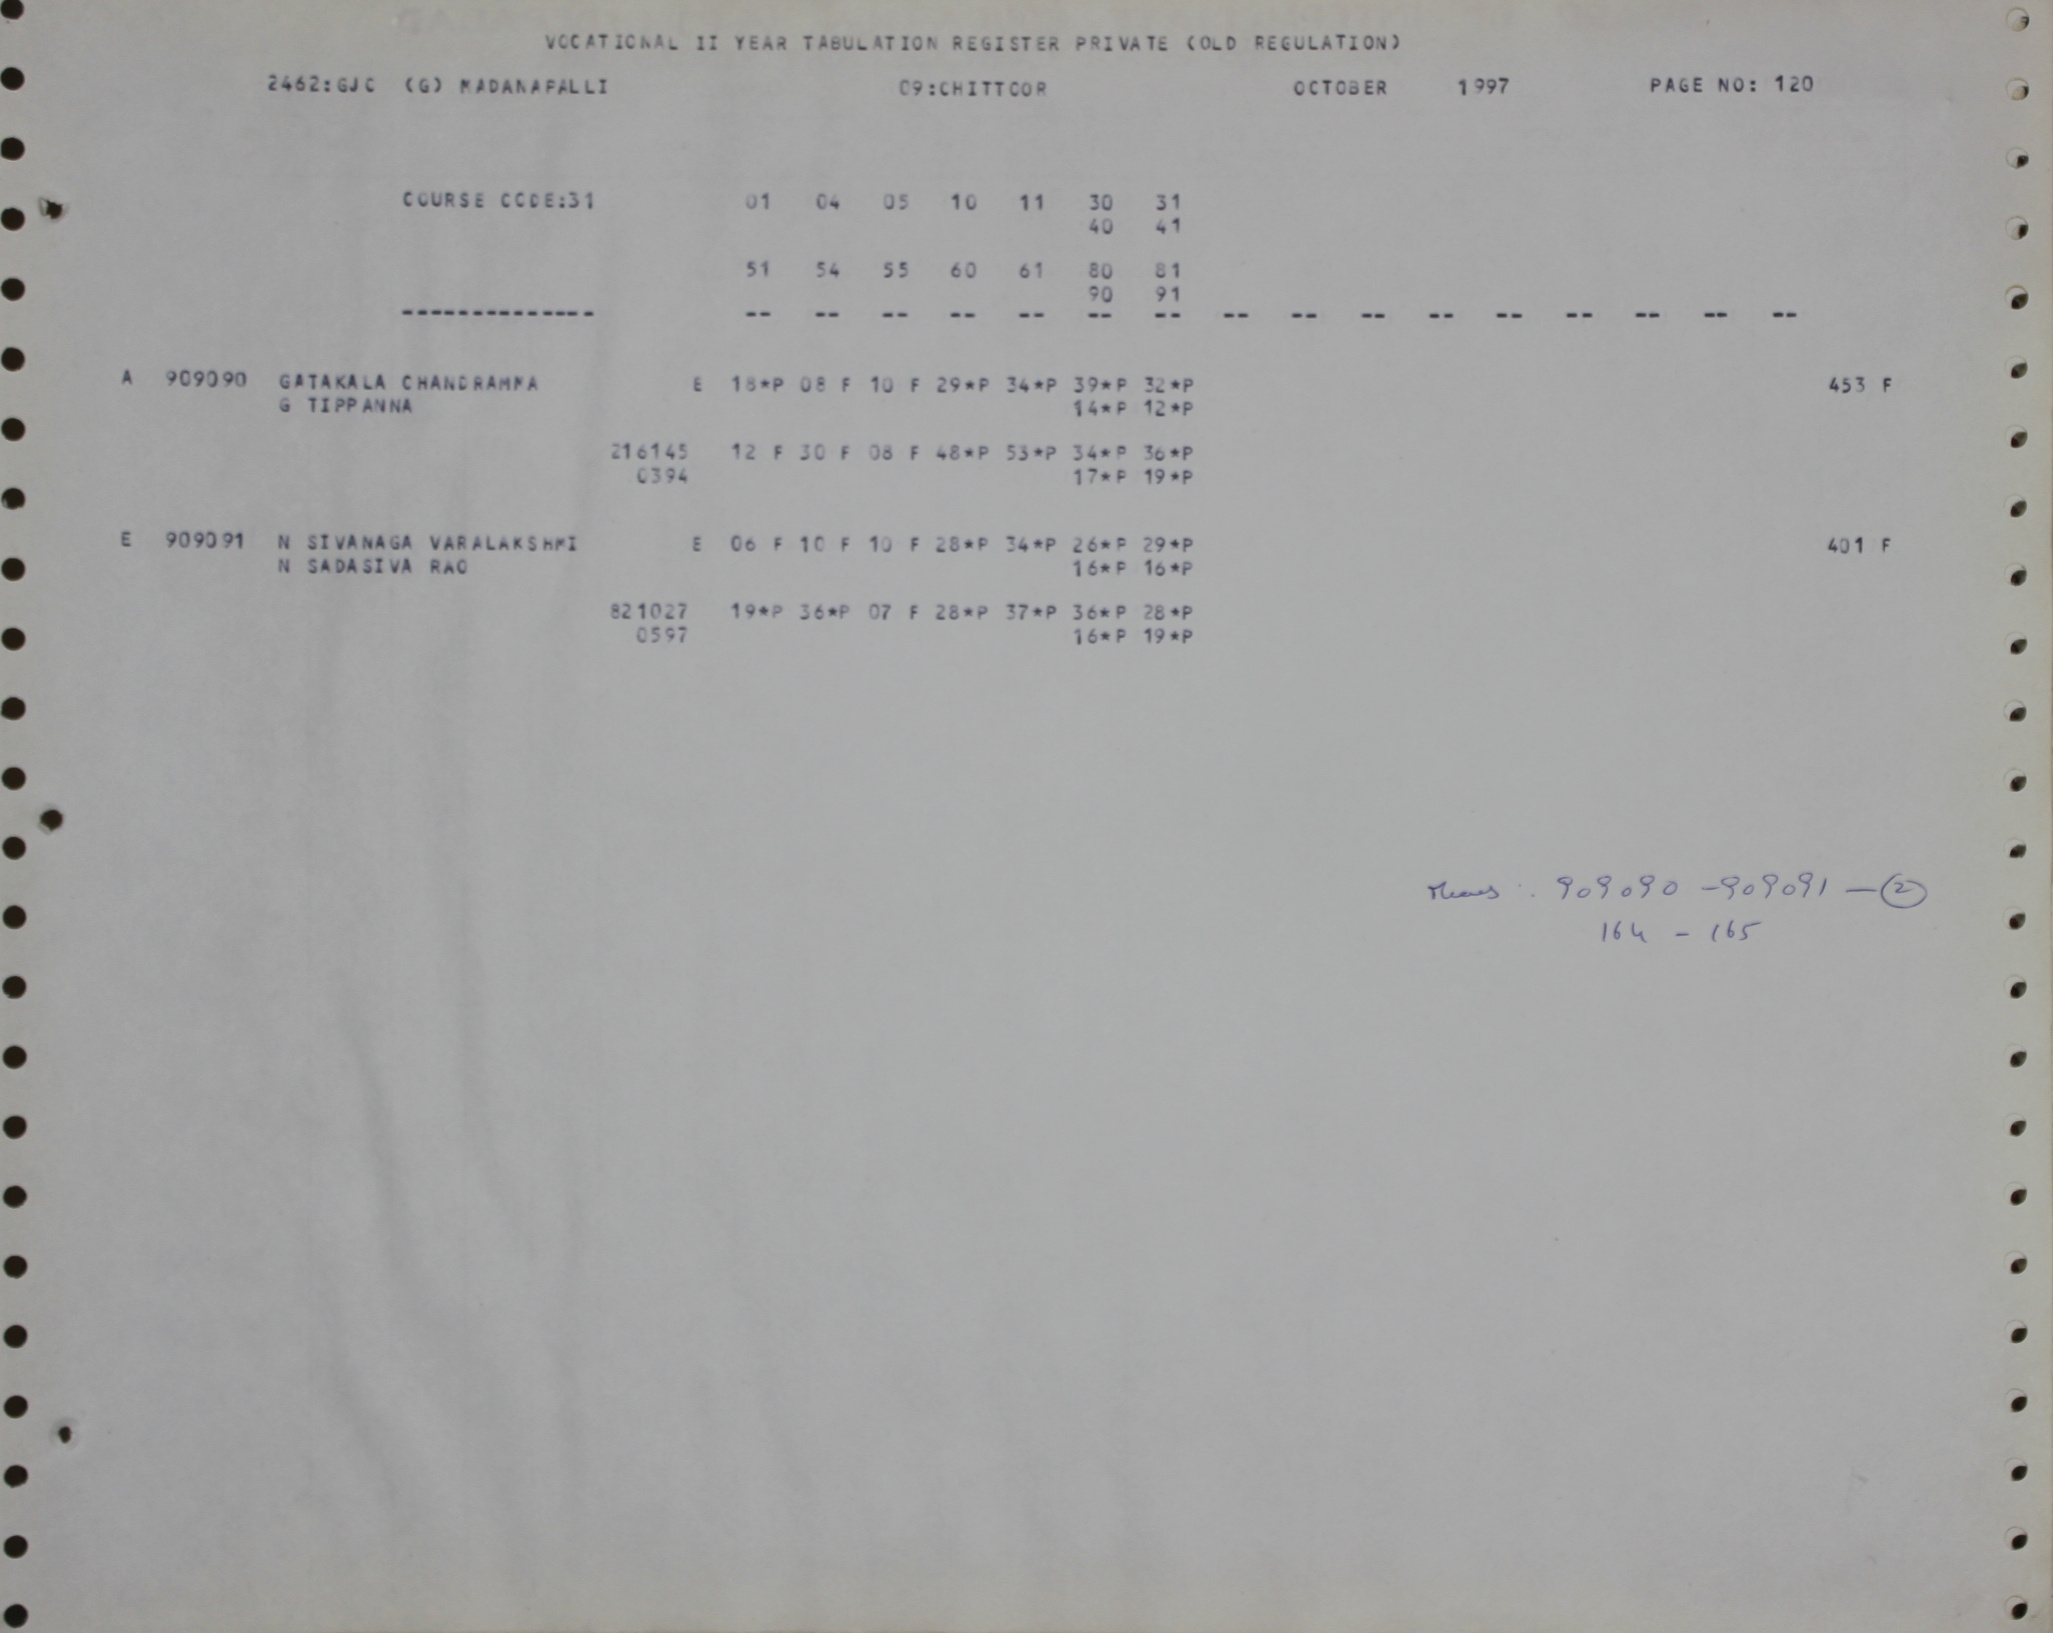 VOCATIONAL II YEAR TABULATION REGISTER PRIVATE (OLD REGULATION)
2462:GJC (G) MADANAPALLI 09:CHITTOOR OCTOBER 1997 PAGE NO: 120
COURSE CODE:31 01 04 05 10 11 30 31
40 41
51 54 55 60 61 80 81
90 91
-------------- -- -- -- -- -- -- -- -- -- -- -- -- -- -- -- --
A 909090 GATAKALA CHANDRAMMA E 18*P 08 F 10 F 29*P 34*P 39*P 32*P 453 F
G TIPPANNA 14*P 12*P
216145 12 F 30 F 08 F 48*P 53*P 34*P 36*P
0394 17*P 19*P
E 909091 N SIVANAGA VARALAKSHMI E 06 F 10 F 10 F 28*P 34*P 26*P 29*P 401 F
N SADASIVA RAO 16*P 16*P
821027 19*P 36*P 07 F 28*P 37*P 36*P 28*P
0597 16*P 19*P
: 909090 - 909091 - 2
164 - 165